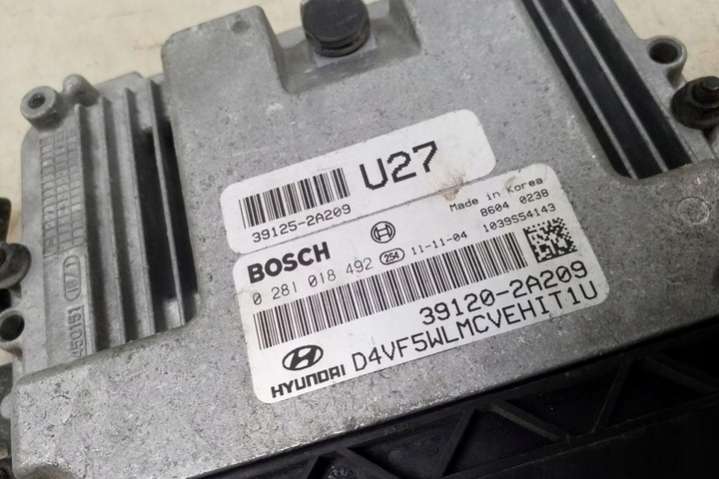 U27
39125-2A209
BOSCH
Made in Korea
0 281 018 492 254 11-11-04
8604 0238
1039S54143
39120-2A209
D4VF5WLMCVEHIT1U
HYUNDAI